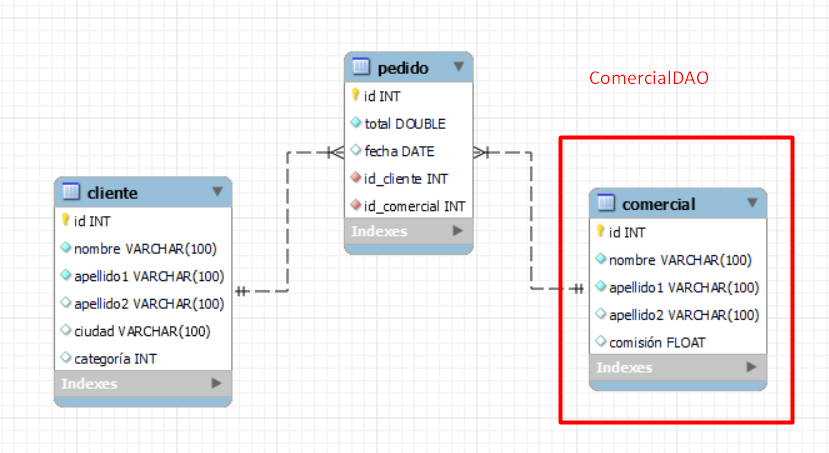 pedido
id INT
total DOUBLE
fecha DATE
id_cliente INT
id_comercial INT
Indexes
ComercialDAO
cliente
id INT
nombre VARCHAR(100)
apellido1 VARCHAR(100)
apellido2 VARCHAR(100)
ciudad VARCHAR(100)
categoría INT
Indexes
comercial
id INT
nombre VARCHAR(100)
apellido1 VARCHAR(100)
apellido2 VARCHAR(100)
comisión FLOAT
Indexes